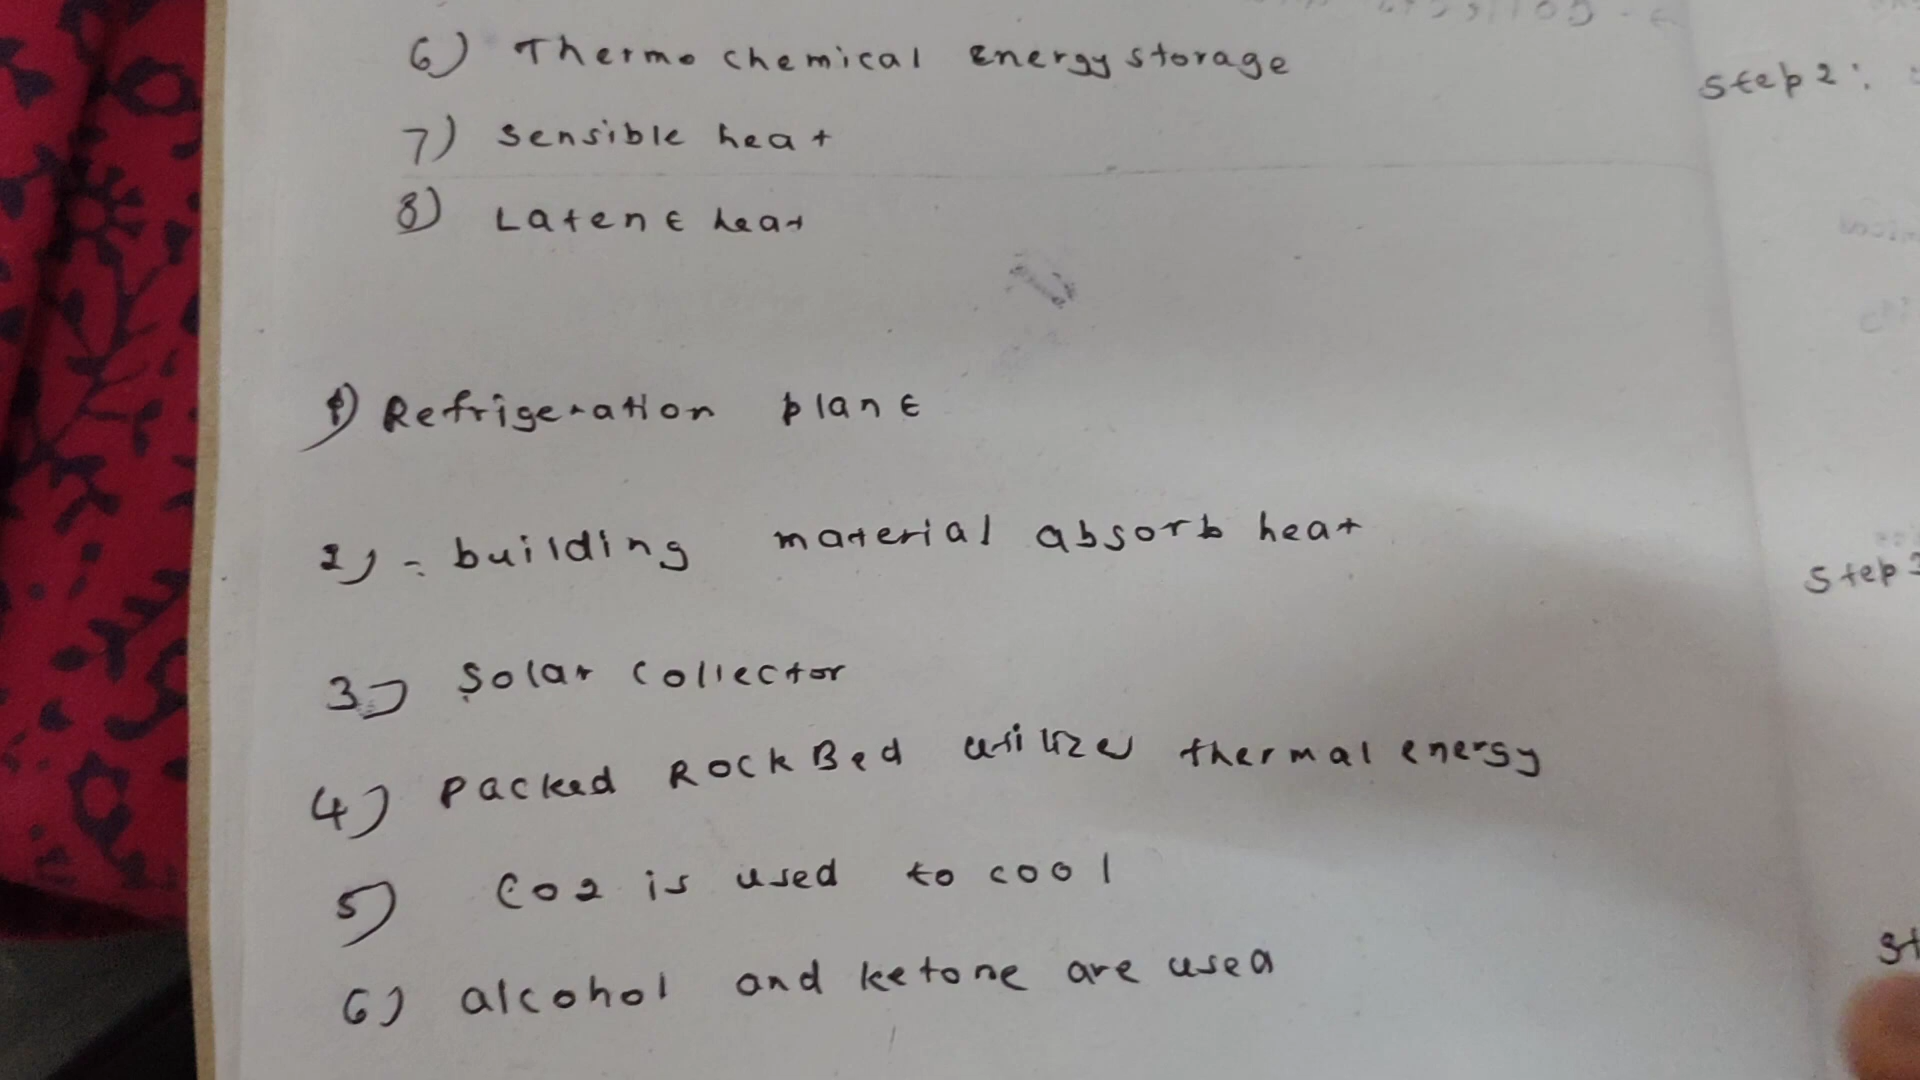 6) Thermo chemical Energy storage
Step 2:
7) Sensible heat
8) Latent heat
1) Refrigeration plant
2) - building material absorb heat
Step 3
3) Solar Collector
4) Packed Rock Bed utilizes thermal energy
5) CO2 is used to cool
6) alcohol and ketone are used